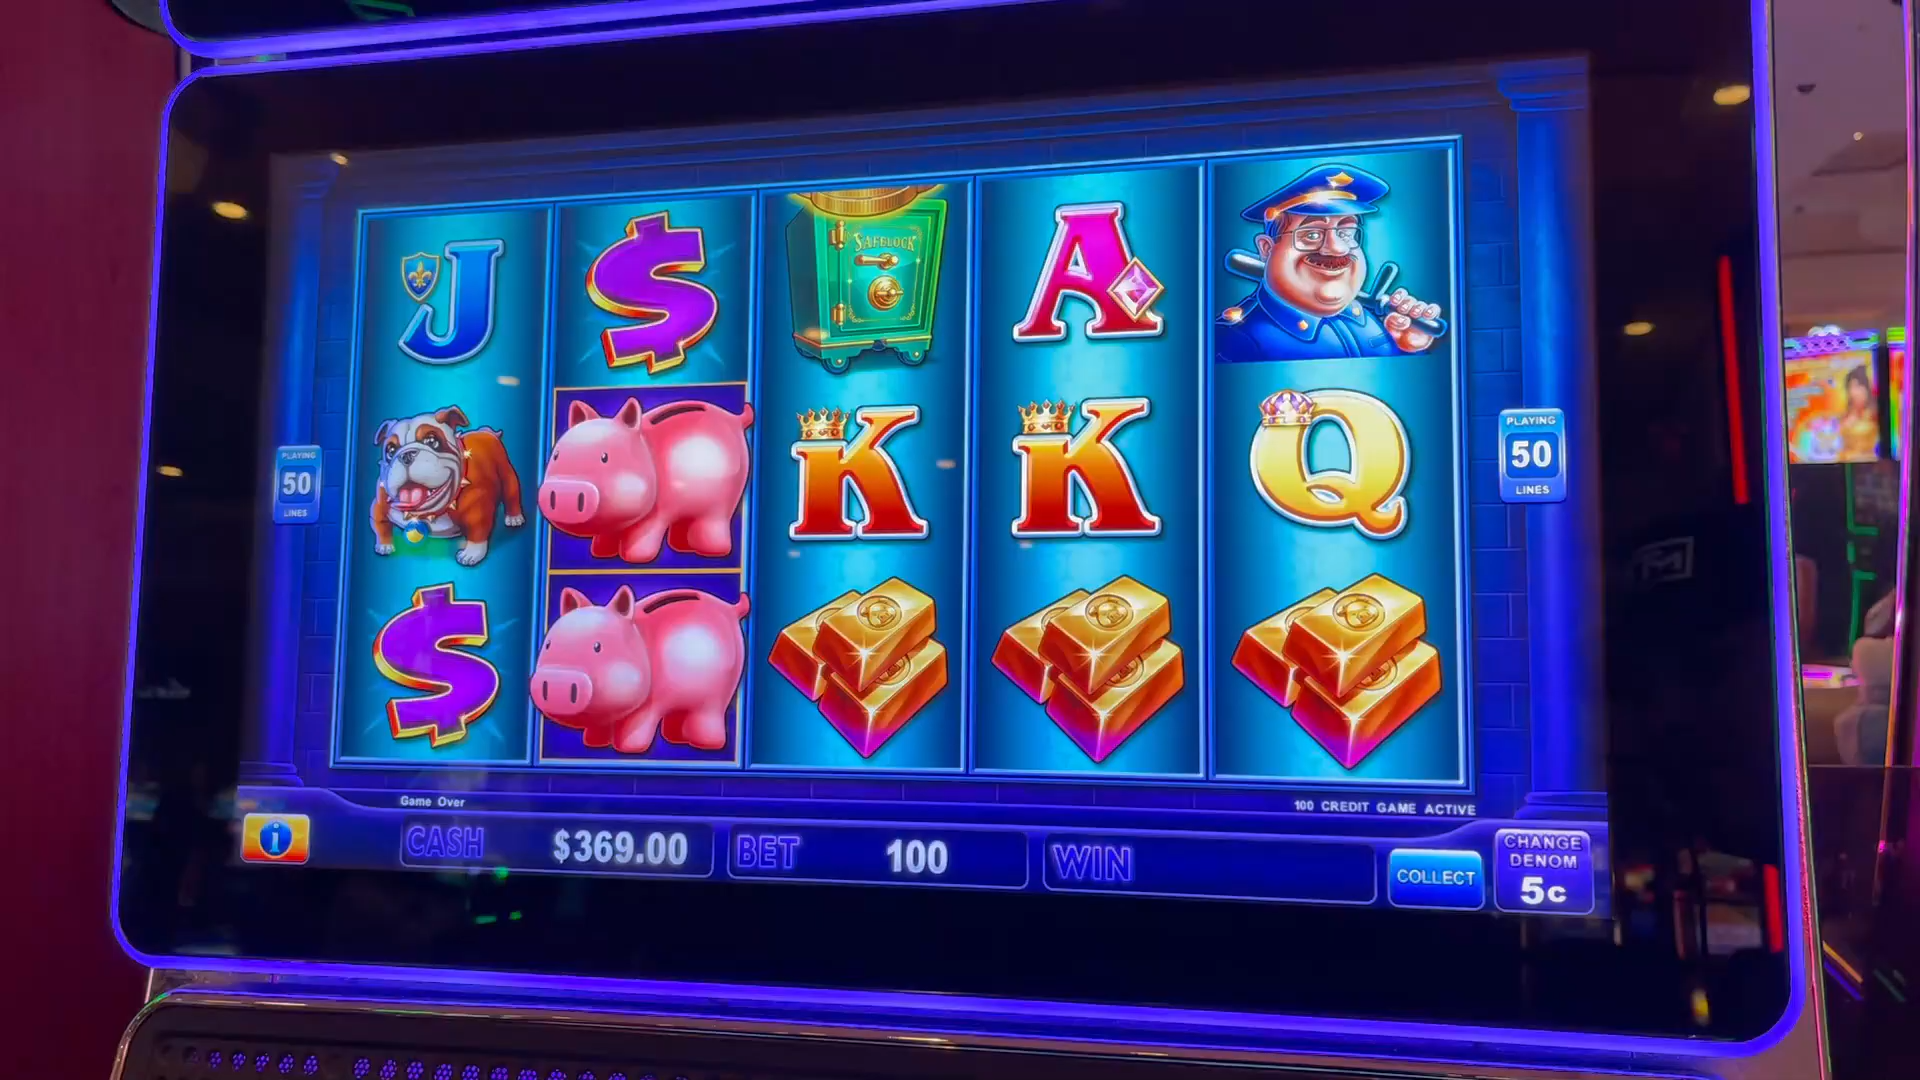 J
$
SAFELOCK
A
K
K
Q
$
PLAYING
50
LINES
PLAYING
50
LINES
Game Over
100 CREDIT GAME ACTIVE
i
CASH $369.00
BET 100
WIN
COLLECT
CHANGE
DENOM
5c